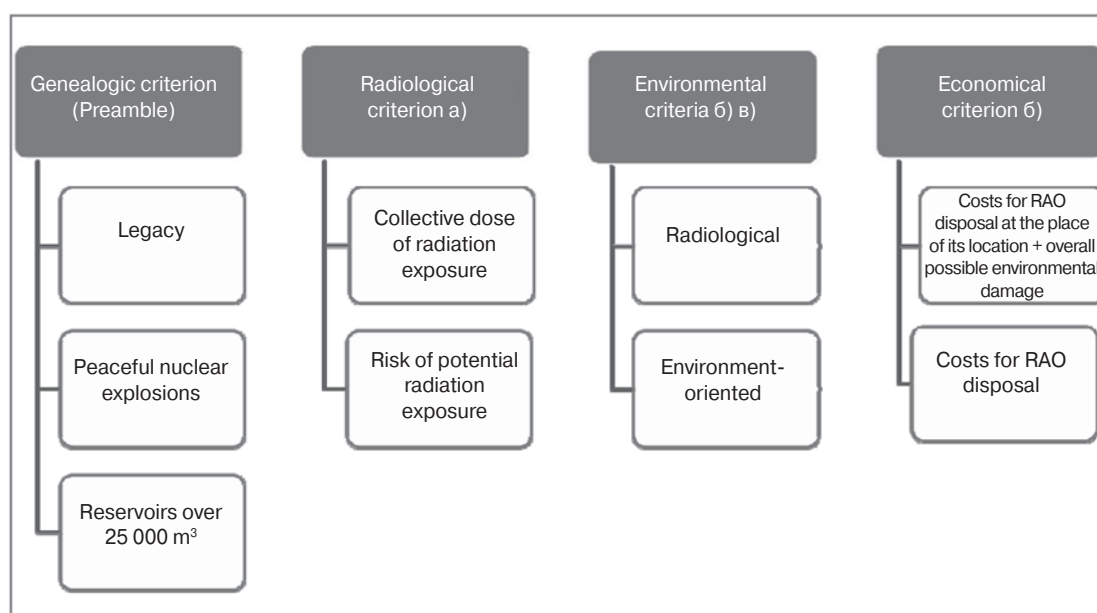 Genealogic criterion
(Preamble)
Legacy
Peaceful nuclear
explosions
Reservoirs over
25 000 m³
Radiological
criterion a)
Collective dose
of radiation
exposure
Risk of potential
radiation
exposure
Environmental
criteria б) в)
Radiological
Environment-
oriented
Economical
criterion б)
Costs for RAO
disposal at the place
of its location + overall
possible environmental
damage
Costs for RAO
disposal